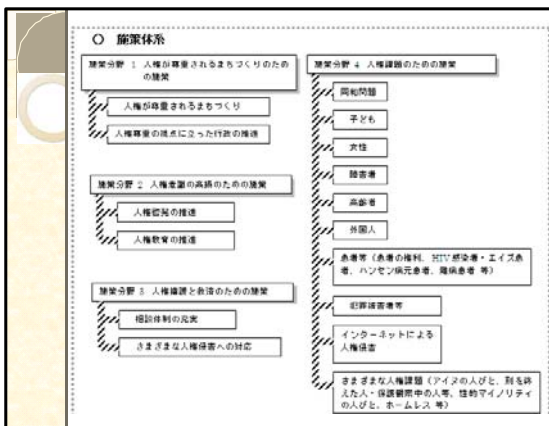 ○ 施策体系
施策分野 1 人権が尊重されるまちづくりのため
の施策
人権が尊重されるまちづくり
人権尊重の視点に立った行政の推進
施策分野 2 人権意識の高揚のための施策
人権啓発の推進
人権教育の推進
施策分野 3 人権擁護と救済のための施策
相談体制の充実
さまざまな人権侵害への対応
施策分野 4 人権課題のための施策
同和問題
子ども
女性
障害者
高齢者
外国人
患者等(患者の権利、HIV感染者・エイズ患
者、ハンセン病元患者、難病患者 等)
犯罪被害者等
インターネットによる
人権侵害
さまざまな人権課題(アイヌの人びと、刑を終
えた人・保護観察中の人等、性的マイノリティ
の人びと、ホームレス 等)